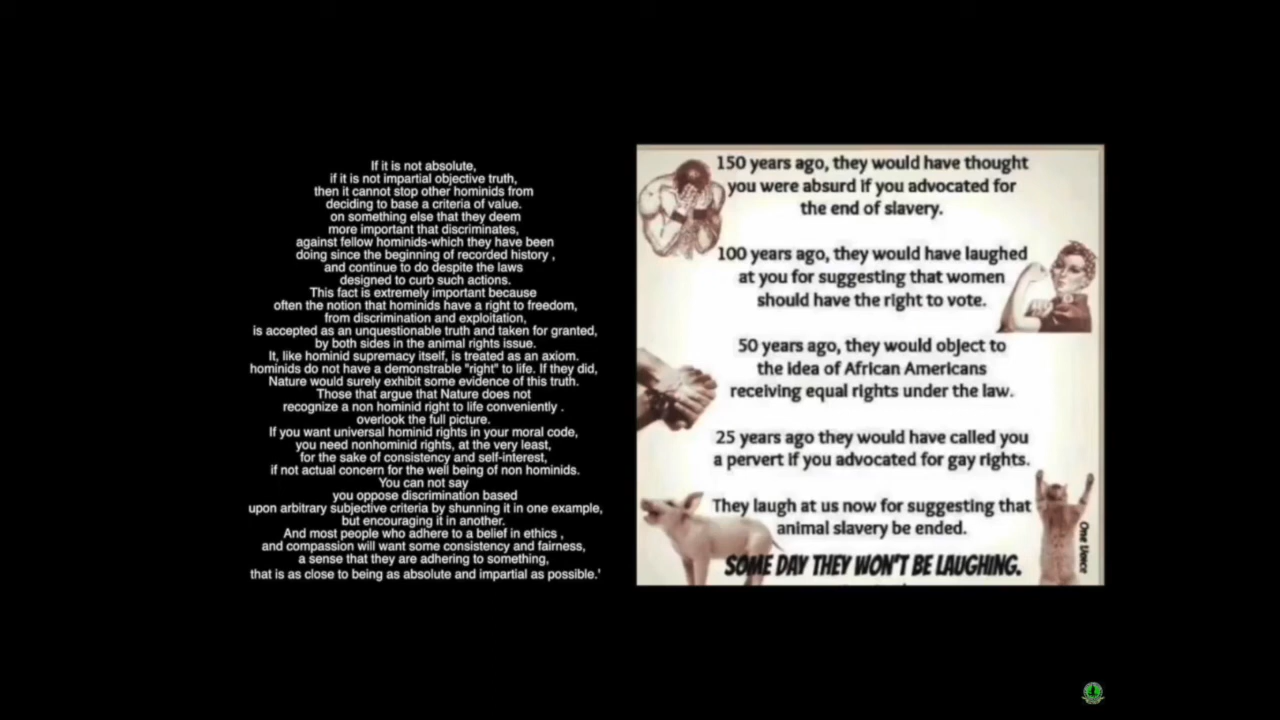 If it is not absolute,
if it is not impartial objective truth,
then it cannot stop other hominids from
deciding to base a criteria of value.
on something else that they deem
more important that discriminates,
against fellow hominids-which they have been
doing since the beginning of recorded history ,
and continue to do despite the laws
designed to curb such actions.
This fact is extremely important because
often the notion that hominids have a right to freedom,
from discrimination and exploitation,
is accepted as an unquestionable truth and taken for granted,
by both sides in the animal rights issue.
It, like hominid supremacy itself, is treated as an axiom.
hominids do not have a demonstrable "right" to life. If they did,
Nature would surely exhibit some evidence of this truth.
Those that argue that Nature does not
recognize a non hominid right to life conveniently .
overlook the full picture.
If you want universal hominid rights in your moral code,
you need nonhominid rights, at the very least,
for the sake of consistency and self-interest,
if not actual concern for the well being of non hominids.
You can not say
you oppose discrimination based
upon arbitrary subjective criteria by shunning it in one example,
but encouraging it in another.
And most people who adhere to a belief in ethics ,
and compassion will want some consistency and fairness,
a sense that they are adhering to something,
that is as close to being as absolute and impartial as possible.'
150 years ago, they would have thought
you were absurd if you advocated for
the end of slavery.
100 years ago, they would have laughed
at you for suggesting that women
should have the right to vote.
50 years ago, they would object to
the idea of African Americans
receiving equal rights under the law.
25 years ago they would have called you
a pervert if you advocated for gay rights.
They laugh at us now for suggesting that
animal slavery be ended.
SOME DAY THEY WON'T BE LAUGHING.
One Voice